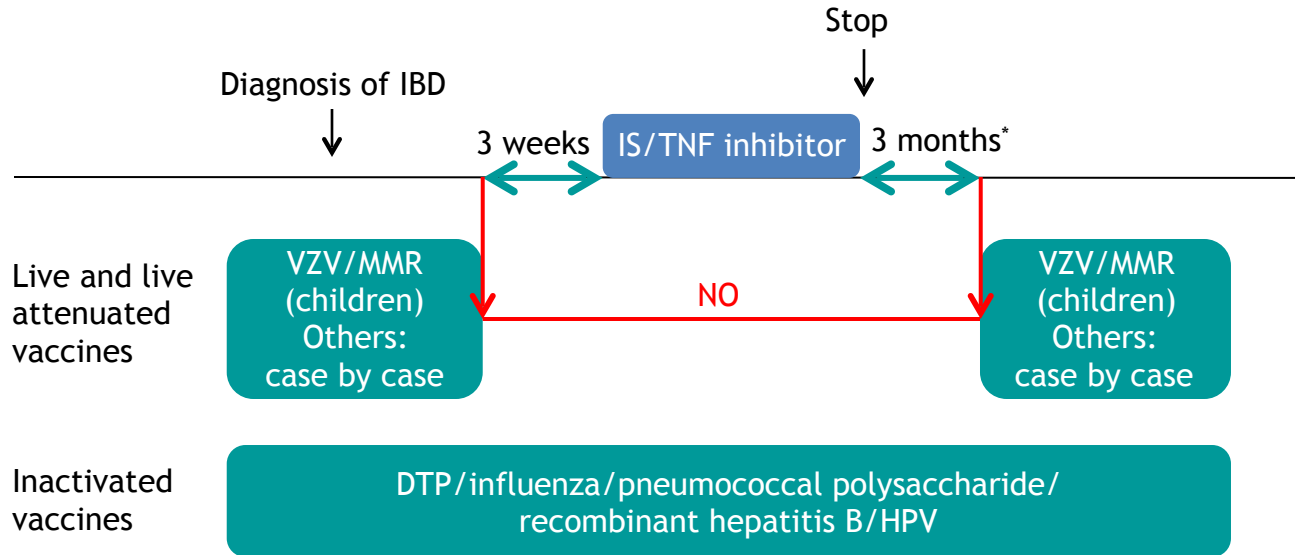 Stop
Diagnosis of IBD
3 weeks
IS/TNF inhibitor
3 months*
Live and live
attenuated
vaccines
VZV/MMR
(children)
Others:
case by case
NO
VZV/MMR
(children)
Others:
case by case
Inactivated
vaccines
DTP/influenza/pneumococcal polysaccharide/
recombinant hepatitis B/HPV